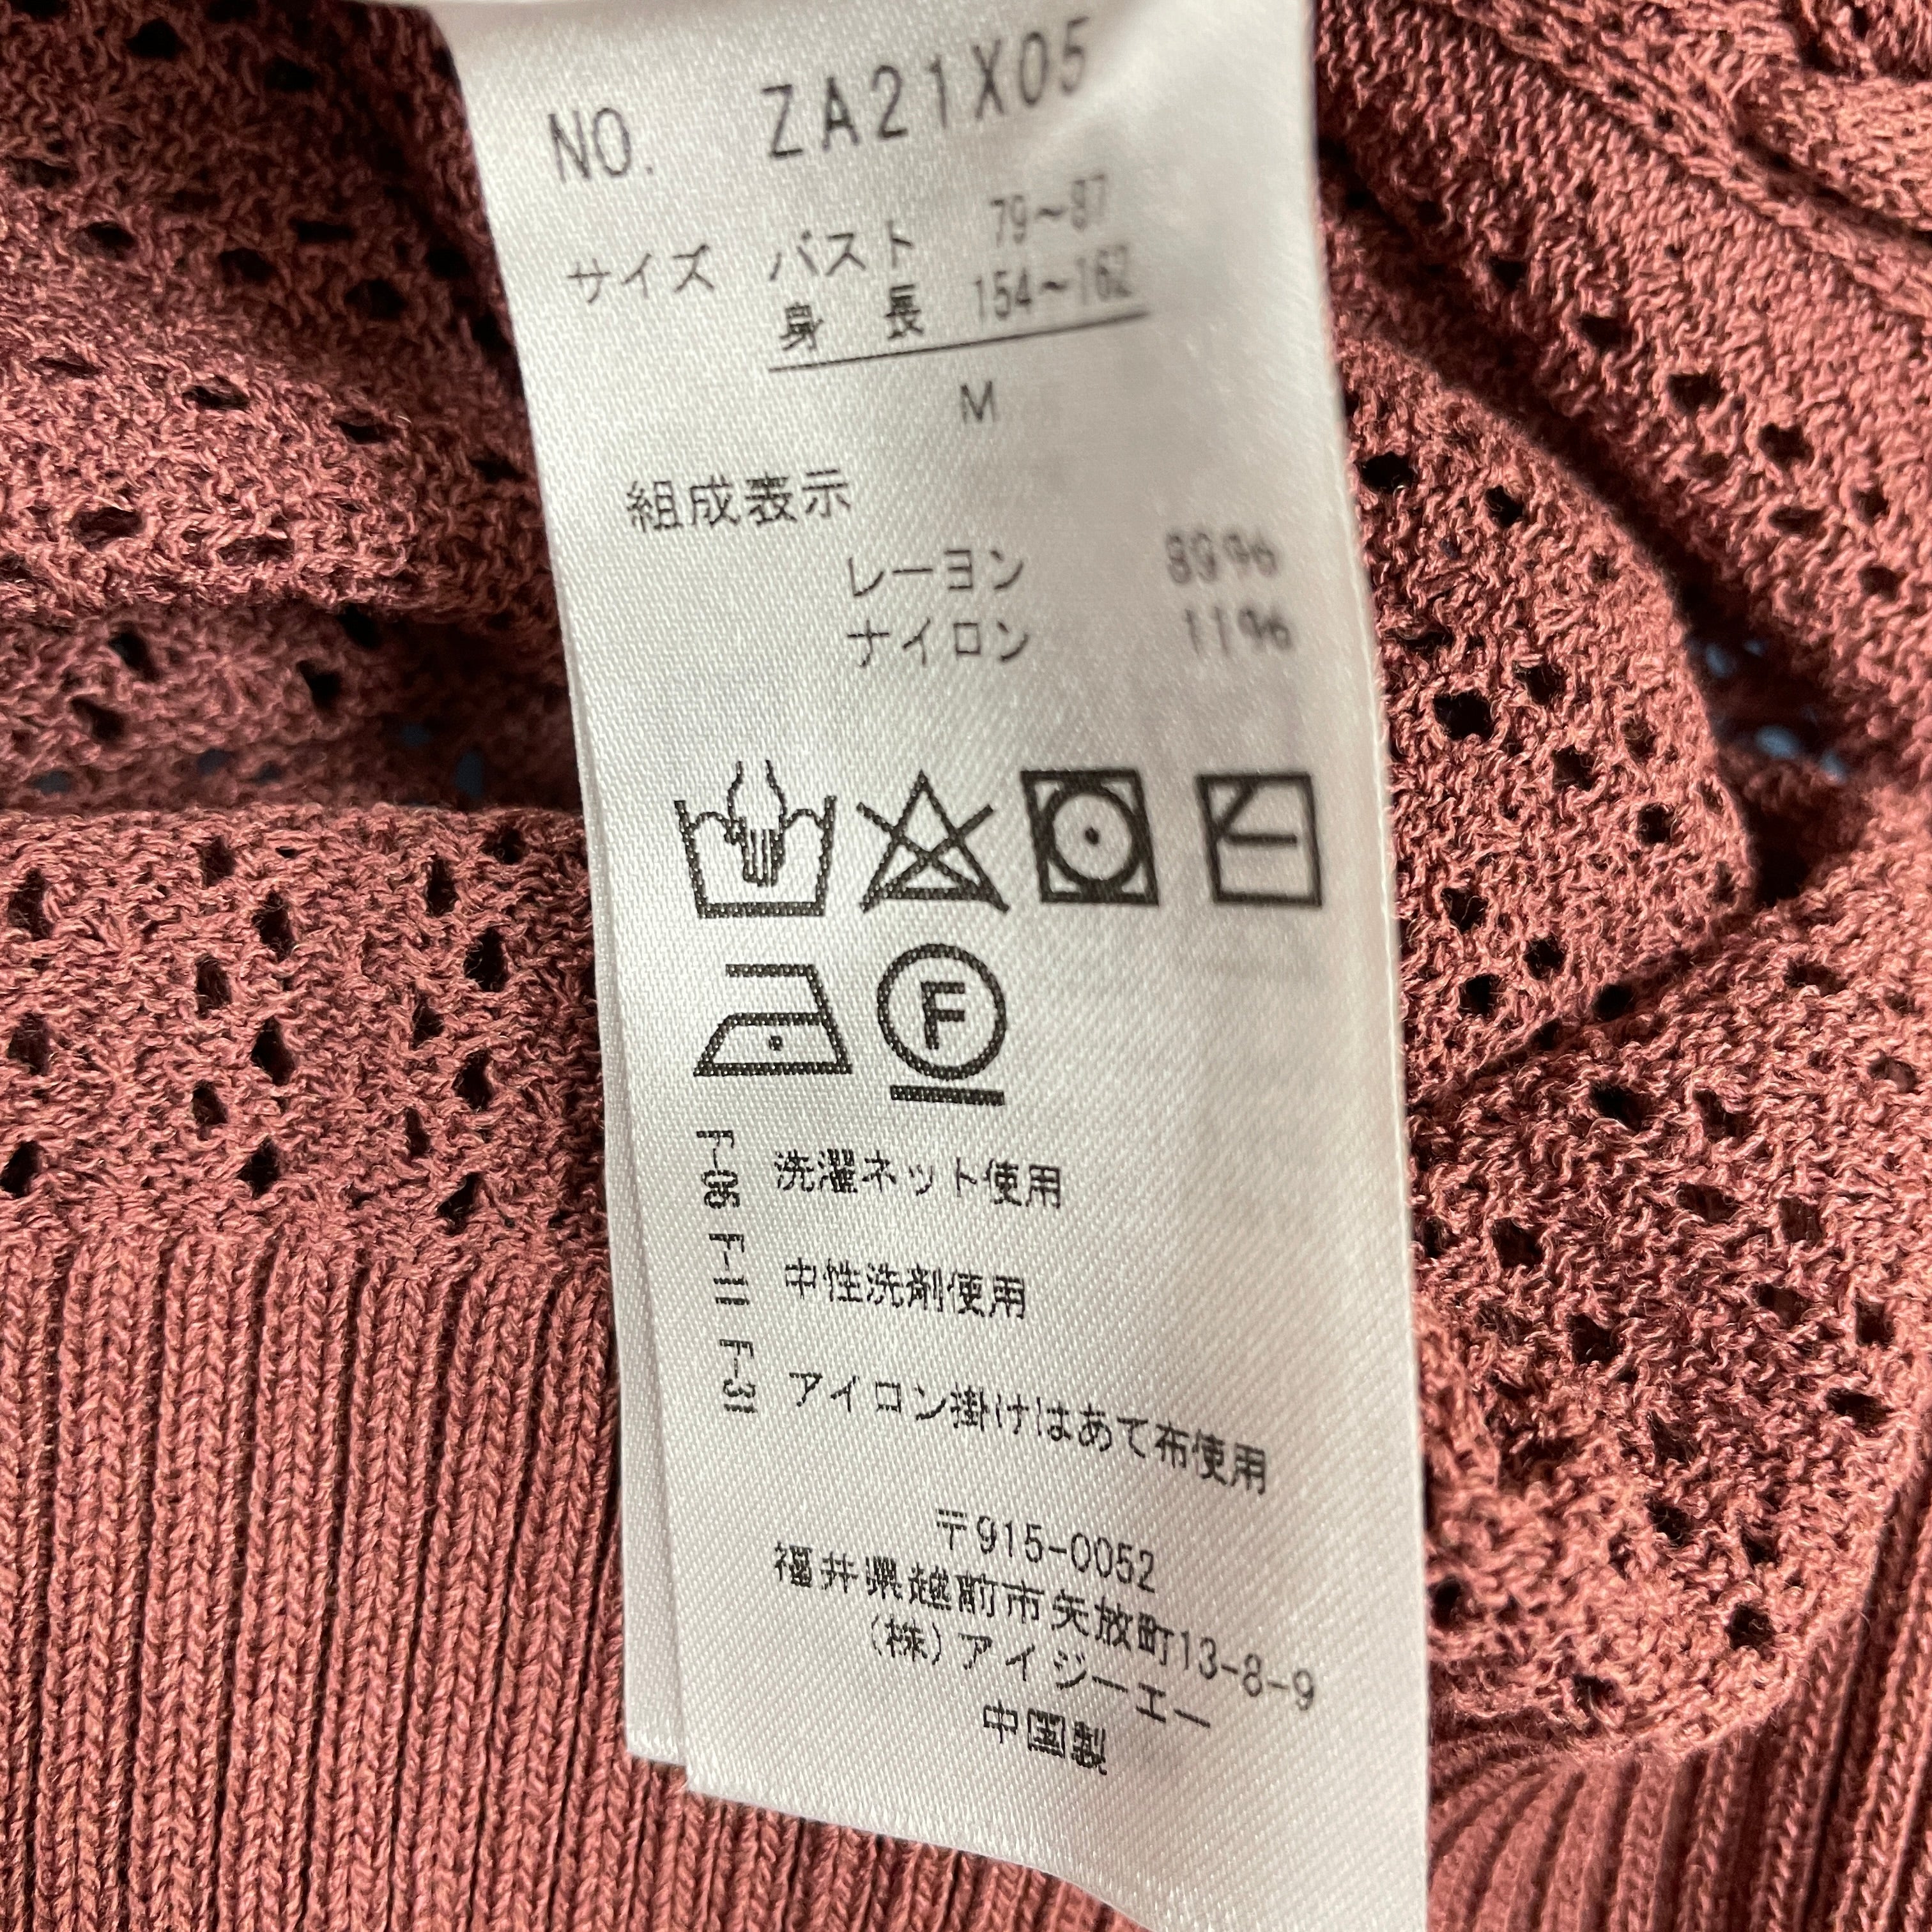 NO. ZA21X05
サイズ バスト 79～87
身 長 154～162
M
組成表示
レーヨン 89%
ナイロン 11%
F
F-06 洗濯ネット使用
F-11 中性洗剤使用
F-31 アイロン掛けはあて布使用
〒915-0052
福井県越前市矢放町13-8-9
(株)アイジーエー
中国製